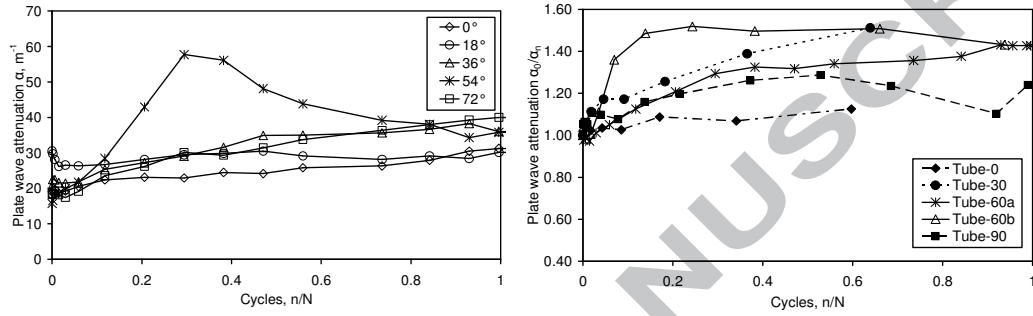 70
60
50
40
30
20
10
0
Plate wave attenuation α, m⁻¹
0 0.2 0.4 0.6 0.8 1
Cycles, n/N
0°
18°
36°
54°
72°
1.60
1.40
1.20
1.00
0.80
0.60
0.40
Plate wave attenuation α₀/αₙ
0 0.2 0.4 0.6 0.8 1
Cycles, n/N
Tube-0
Tube-30
Tube-60a
Tube-60b
Tube-90
NUSCR